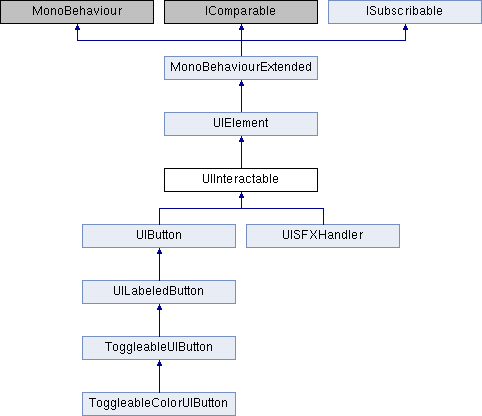 MonoBehaviour
IComparable
ISubscribable
MonoBehaviourExtended
UIElement
UIInteractable
UIButton
UISFXHandler
UILabeledButton
ToggleableUIButton
ToggleableColorUIButton